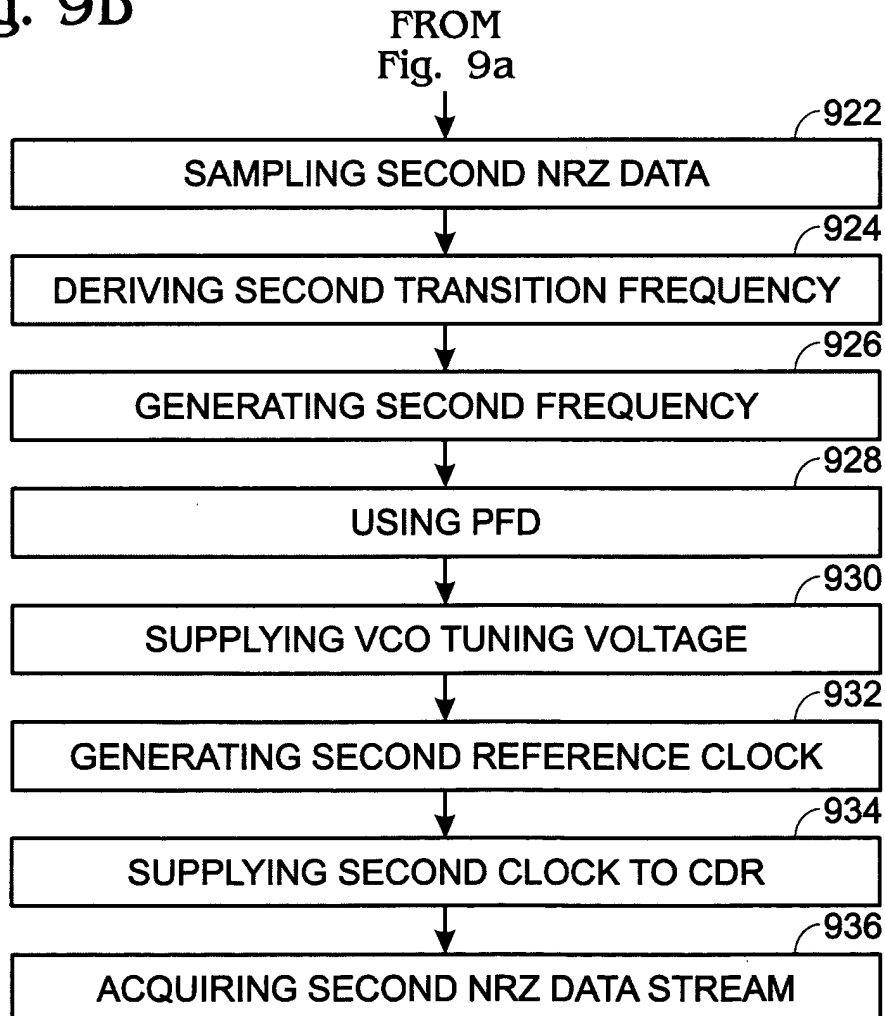 g. 9b
FROM
Fig. 9a
922
SAMPLING SECOND NRZ DATA
924
DERIVING SECOND TRANSITION FREQUENCY
926
GENERATING SECOND FREQUENCY
928
USING PFD
930
SUPPLYING VCO TUNING VOLTAGE
932
GENERATING SECOND REFERENCE CLOCK
934
SUPPLYING SECOND CLOCK TO CDR
936
ACQUIRING SECOND NRZ DATA STREAM